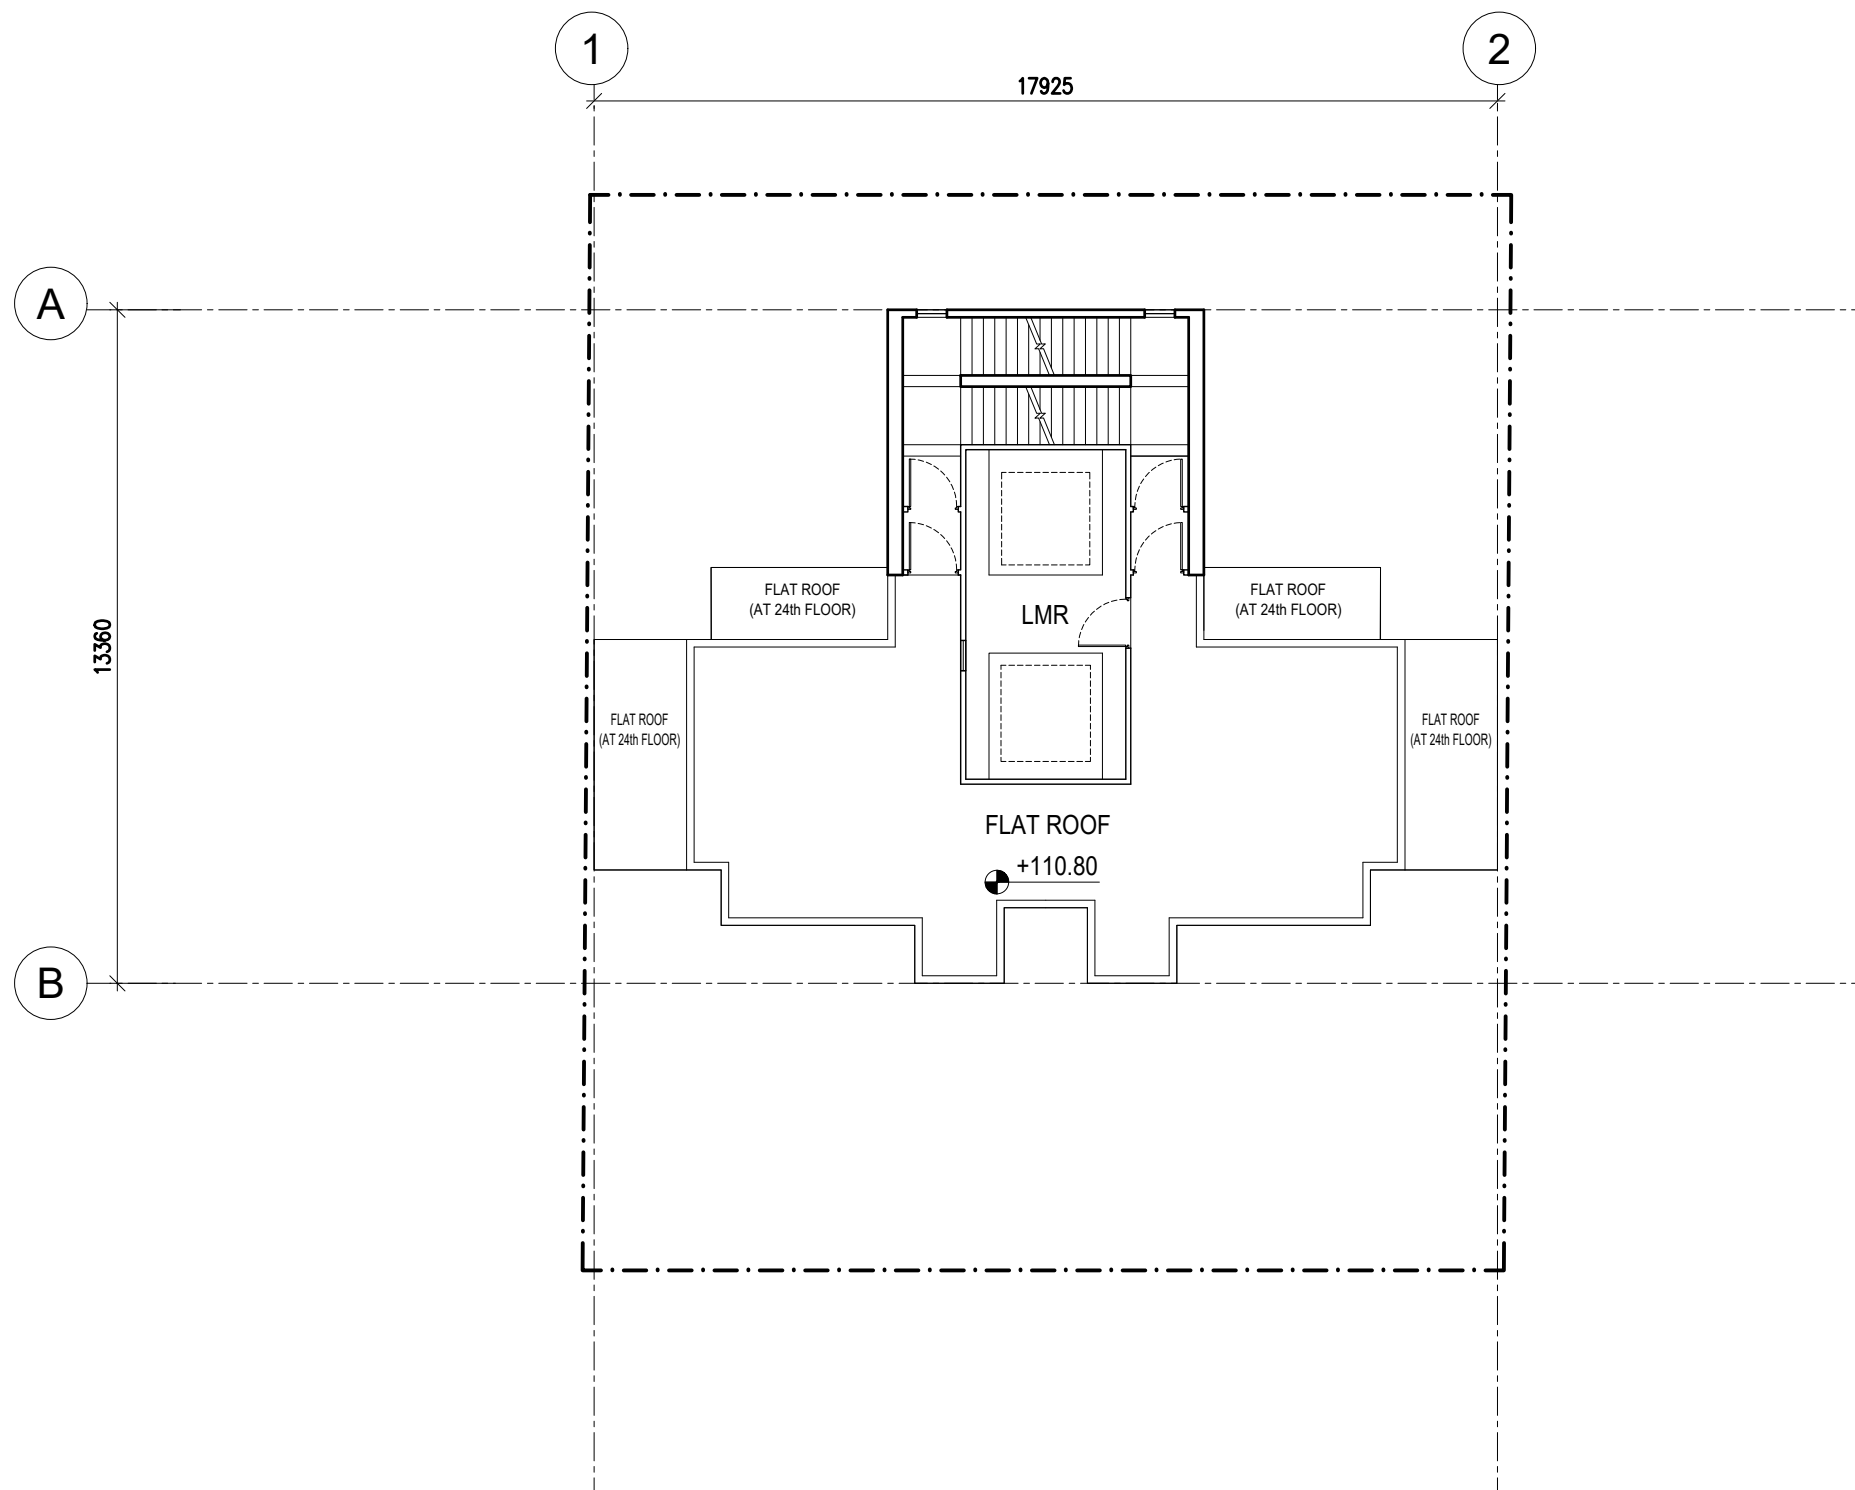 1
2
17925
A
FLAT ROOF
(AT 24th FLOOR)
FLAT ROOF
(AT 24th FLOOR)
LMR
13360
FLAT ROOF
(AT 24th FLOOR)
FLAT ROOF
(AT 24th FLOOR)
FLAT ROOF
+110.80
B